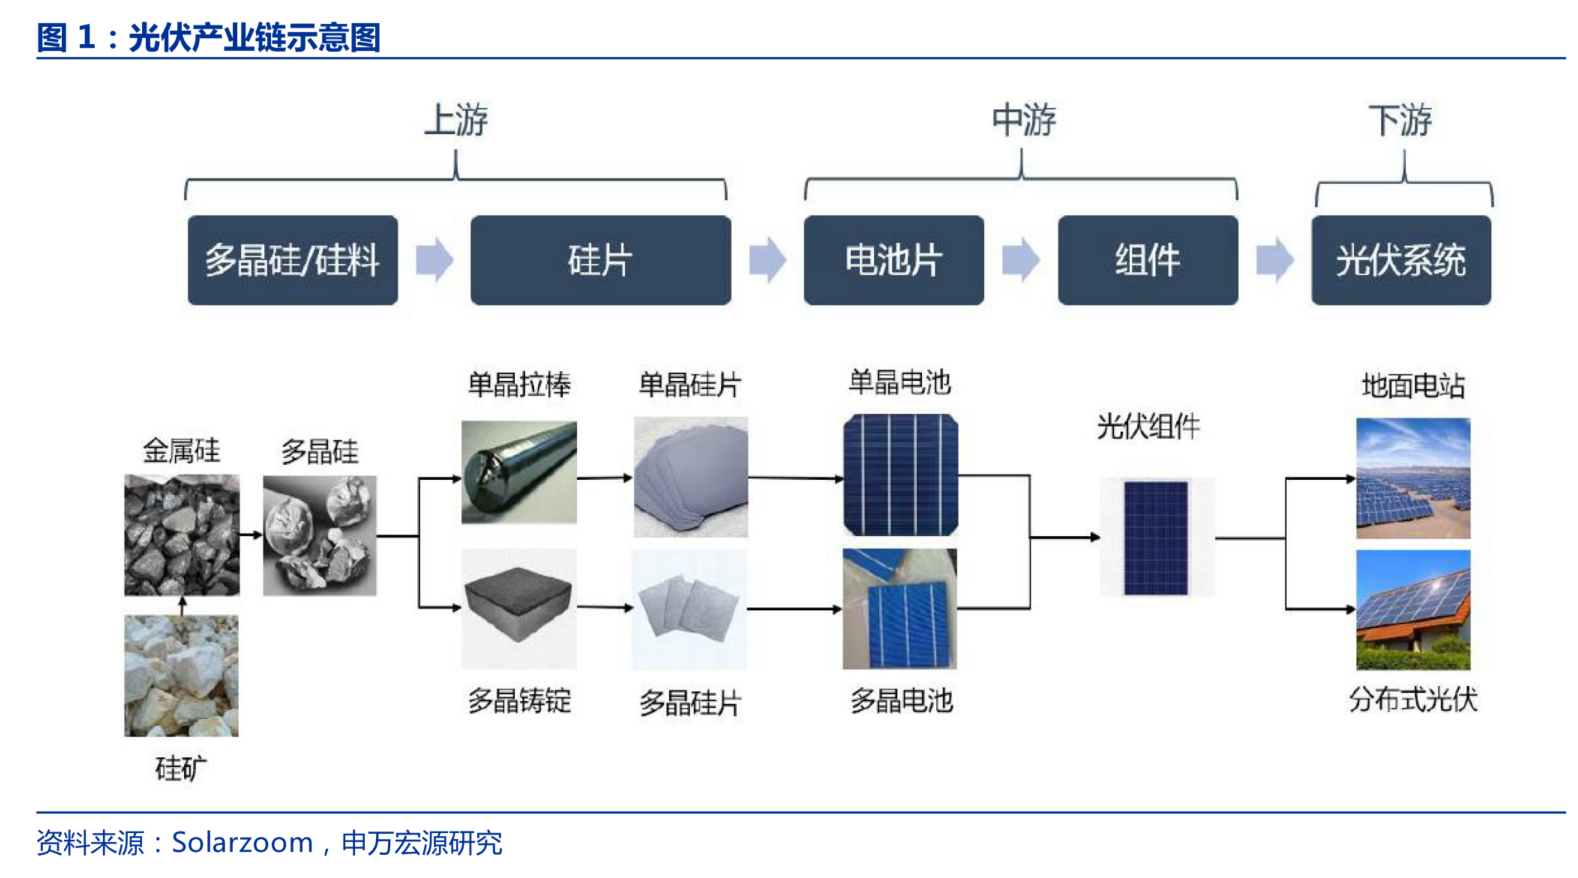 图 1：光伏产业链示意图
上游
中游
下游
多晶硅/硅料
硅片
电池片
组件
光伏系统
单晶拉棒
单晶硅片
单晶电池
地面电站
光伏组件
金属硅
多晶硅
多晶铸锭
多晶硅片
多晶电池
分布式光伏
硅矿
资料来源：Solarzoom，申万宏源研究